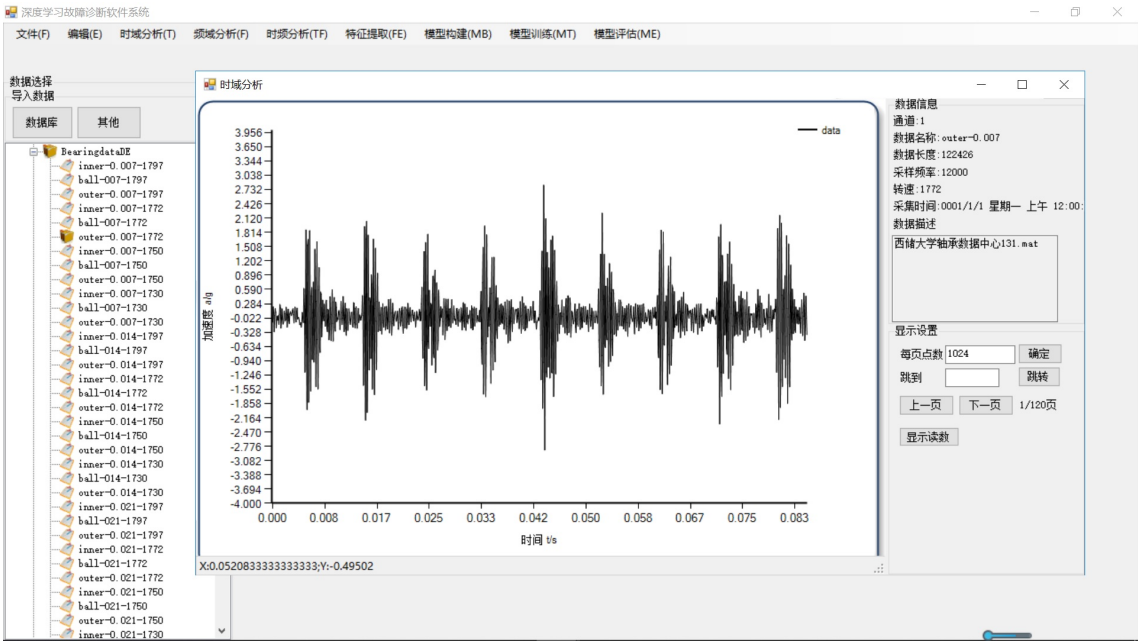 深度学习故障诊断软件系统
文件(F) 编辑(E) 时域分析(T) 频域分析(F) 时频分析(TF) 特征提取(FE) 模型构建(MB) 模型训练(MT) 模型评估(ME)
数据选择
导入数据
数据库 其他
BearingdataDE
inner-0.007-1797
ball-007-1797
outer-0.007-1797
inner-0.007-1772
ball-007-1772
outer-0.007-1772
inner-0.007-1750
ball-007-1750
outer-0.007-1750
inner-0.007-1730
ball-007-1730
outer-0.007-1730
inner-0.014-1797
ball-014-1797
outer-0.014-1797
inner-0.014-1772
ball-014-1772
outer-0.014-1772
inner-0.014-1750
ball-014-1750
outer-0.014-1750
inner-0.014-1730
ball-014-1730
outer-0.014-1730
inner-0.021-1797
ball-021-1797
outer-0.021-1797
inner-0.021-1772
ball-021-1772
outer-0.021-1772
inner-0.021-1750
ball-021-1750
outer-0.021-1750
inner-0.021-1730
时域分析
data
3.956
3.650
3.344
3.038
2.732
2.426
2.120
1.814
1.508
1.202
0.896
0.590
0.284
-0.022
-0.328
-0.634
-0.940
-1.246
-1.552
-1.858
-2.164
-2.470
-2.776
-3.082
-3.388
-3.694
-4.000
加速度 a/g
0.000 0.008 0.017 0.025 0.033 0.042 0.050 0.058 0.067 0.075 0.083
时间 t/s
X:0.0520833333333333;Y:-0.49502
数据信息
通道:1
数据名称:outer-0.007
数据长度:122426
采样频率:12000
转速:1772
采集时间:0001/1/1 星期一 上午 12:00:
数据描述
西储大学轴承数据中心131.mat
显示设置
每页点数 1024 确定
跳到 跳转
上一页 下一页 1/120页
显示读数